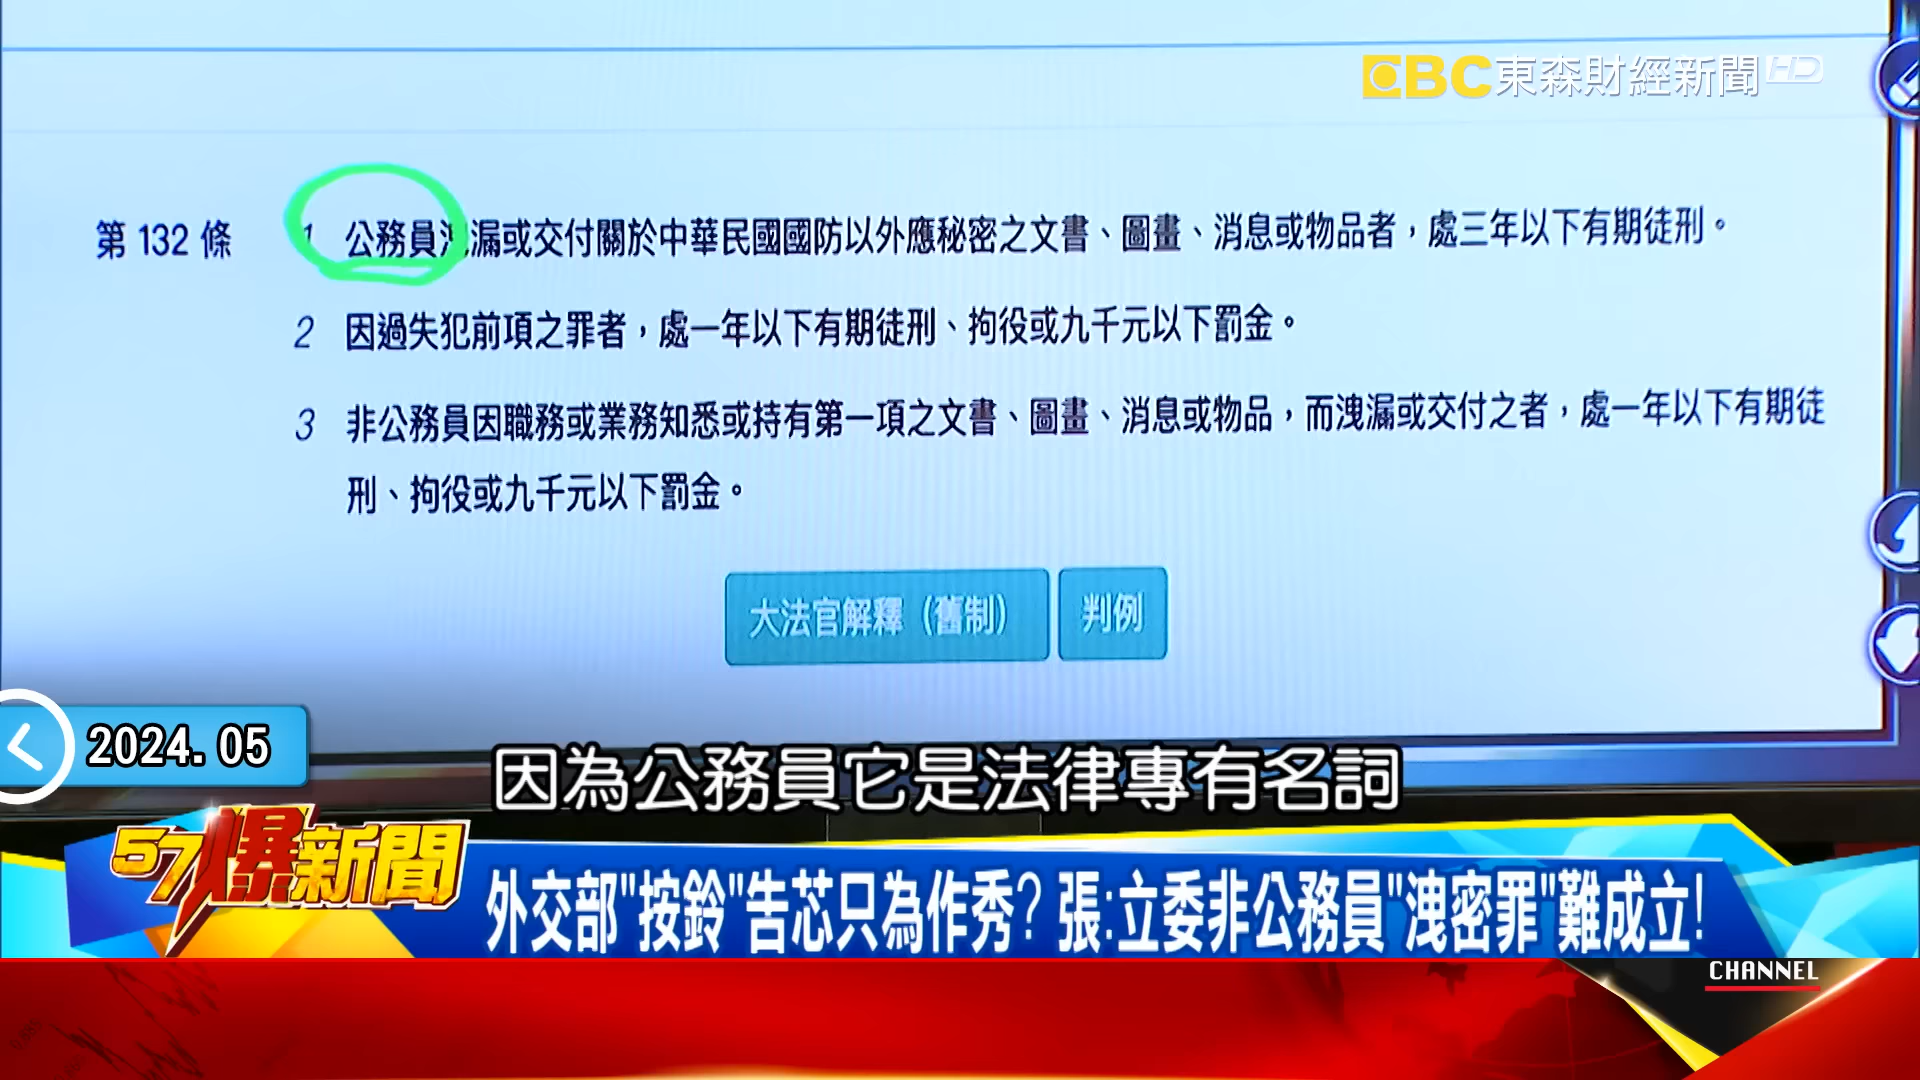 EBC東森財經新聞HD
第 132 條
1 公務員洩漏或交付關於中華民國國防以外應秘密之文書、圖畫、消息或物品者，處三年以下有期徒刑。
2 因過失犯前項之罪者，處一年以下有期徒刑、拘役或九千元以下罰金。
3 非公務員因職務或業務知悉或持有第一項之文書、圖畫、消息或物品，而洩漏或交付之者，處一年以下有期徒
刑、拘役或九千元以下罰金。
大法官解釋（舊制）
判例
2024.05
因為公務員它是法律專有名詞
57爆新聞
外交部"按鈴"告芯只為作秀? 張:立委非公務員"洩密罪"難成立!
CHANNEL